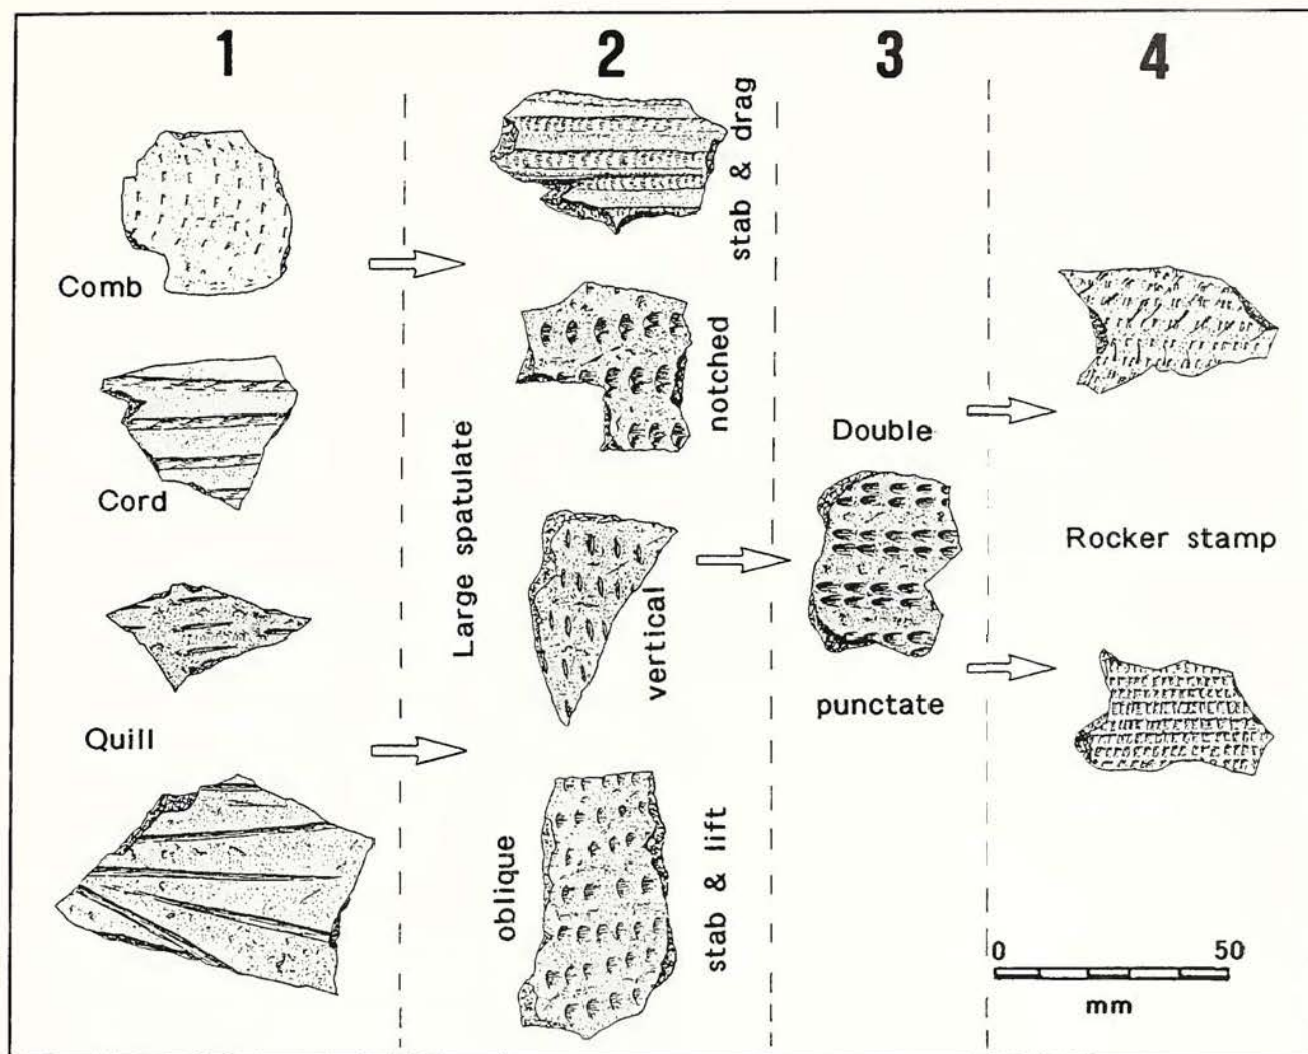 1
2
3
4
Comb
Cord
Quill
Large spatulate
stab & drag
notched
vertical
oblique
stab & lift
Double
punctate
Rocker stamp
0 50
mm